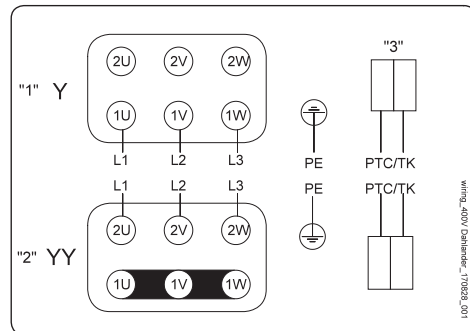 "3"
2U 2V 2W
"1" Y
1U 1V 1W
L1 L2 L3 PE PTC/TK
L1 L2 L3 PE PTC/TK
2U 2V 2W
"2" YY
1U 1V 1W
wiring_400V Dahlander_170828_001